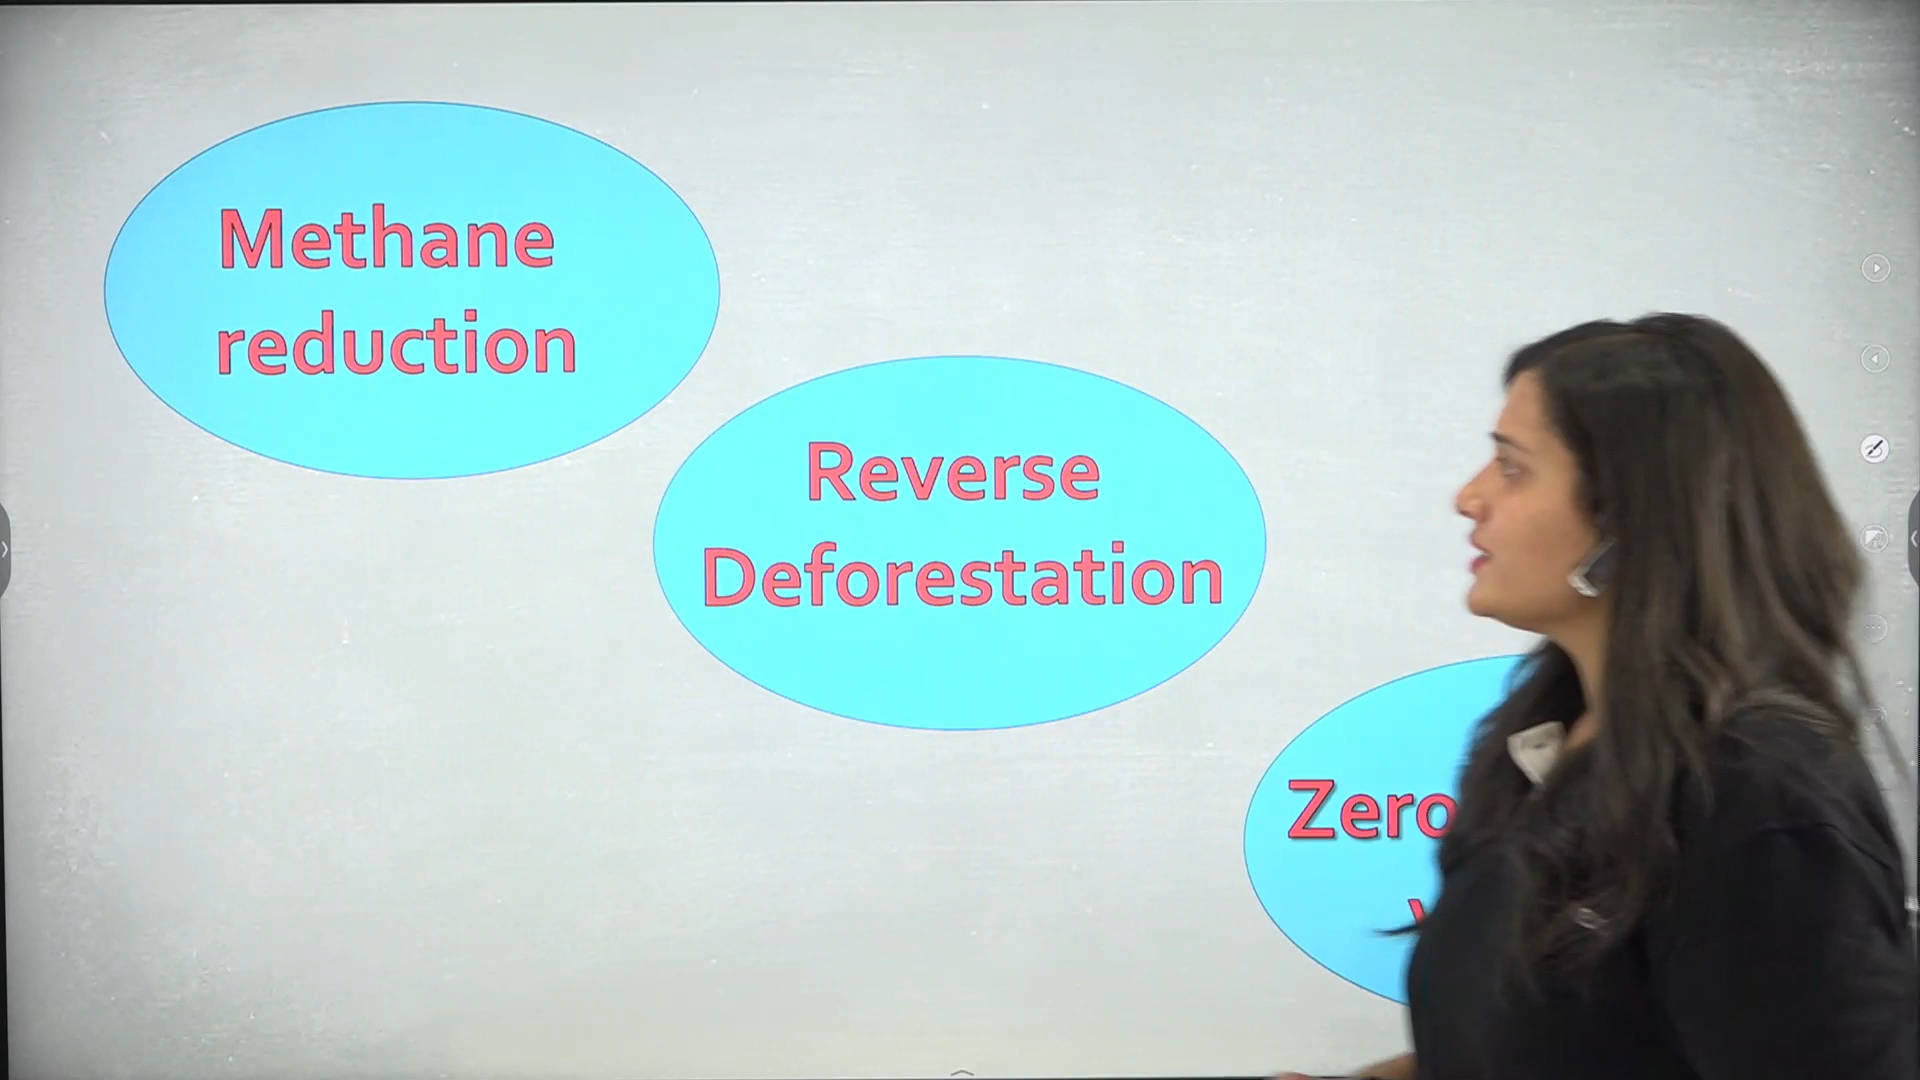 Methane
reduction
Reverse
Deforestation
Zero